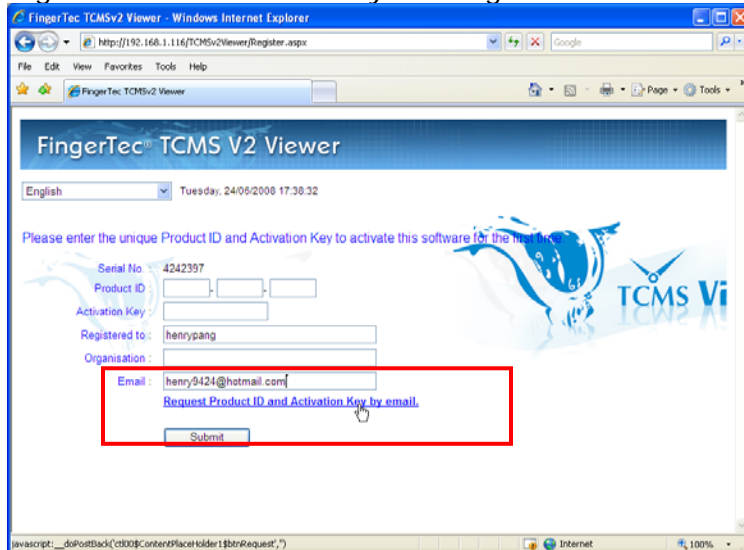 FingerTec TCMSv2 Viewer - Windows Internet Explorer
http://192.168.1.116/TCMSv2Viewer/Register.aspx
Google
File Edit View Favorites Tools Help
FingerTec TCMSv2 Viewer
Page Tools
FingerTec® TCMS V2 Viewer
English Tuesday, 24/06/2008 17:38:32
Please enter the unique Product ID and Activation Key to activate this software for the first time.
Serial No. : 4242397
Product ID : - -
Activation Key :
Registered to : henrypang
Organisation :
Email : henry9424@hotmail.com
Request Product ID and Activation Key by email.
Submit
TCMS Vi
javascript:__doPostBack('ctl00$ContentPlaceHolder1$btnRequest','')
Internet 100%